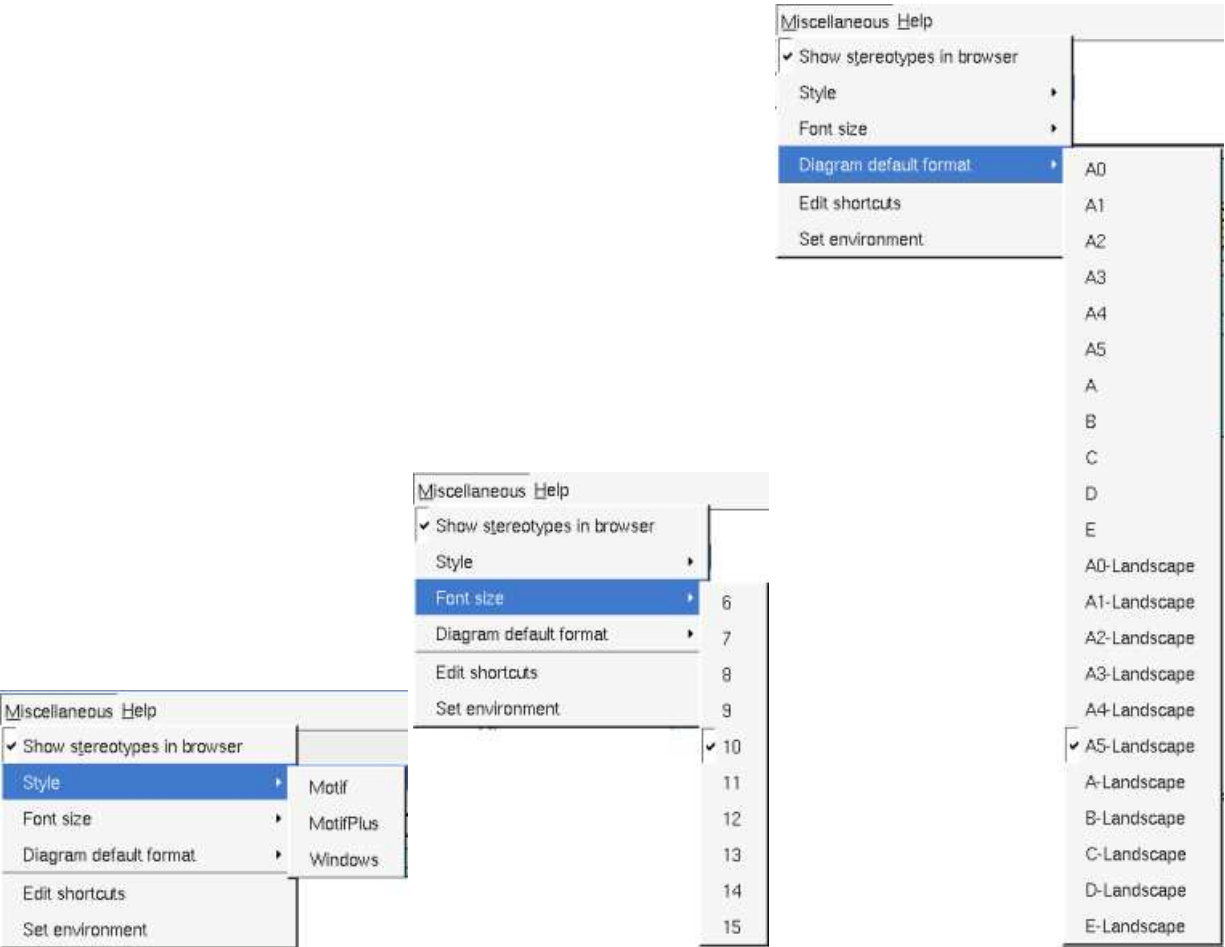 Miscellaneous Help
Show stereotypes in browser
Style
Font size
Diagram default format
Edit shortcuts
Set environment
Motif
MotifPlus
Windows
Miscellaneous Help
Show stereotypes in browser
Style
Font size
Diagram default format
Edit shortcuts
Set environment
6
7
8
9
10
11
12
13
14
15
Miscellaneous Help
Show stereotypes in browser
Style
Font size
Diagram default format
Edit shortcuts
Set environment
A0
A1
A2
A3
A4
A5
A
B
C
D
E
A0-Landscape
A1-Landscape
A2-Landscape
A3-Landscape
A4-Landscape
A5-Landscape
A-Landscape
B-Landscape
C-Landscape
D-Landscape
E-Landscape